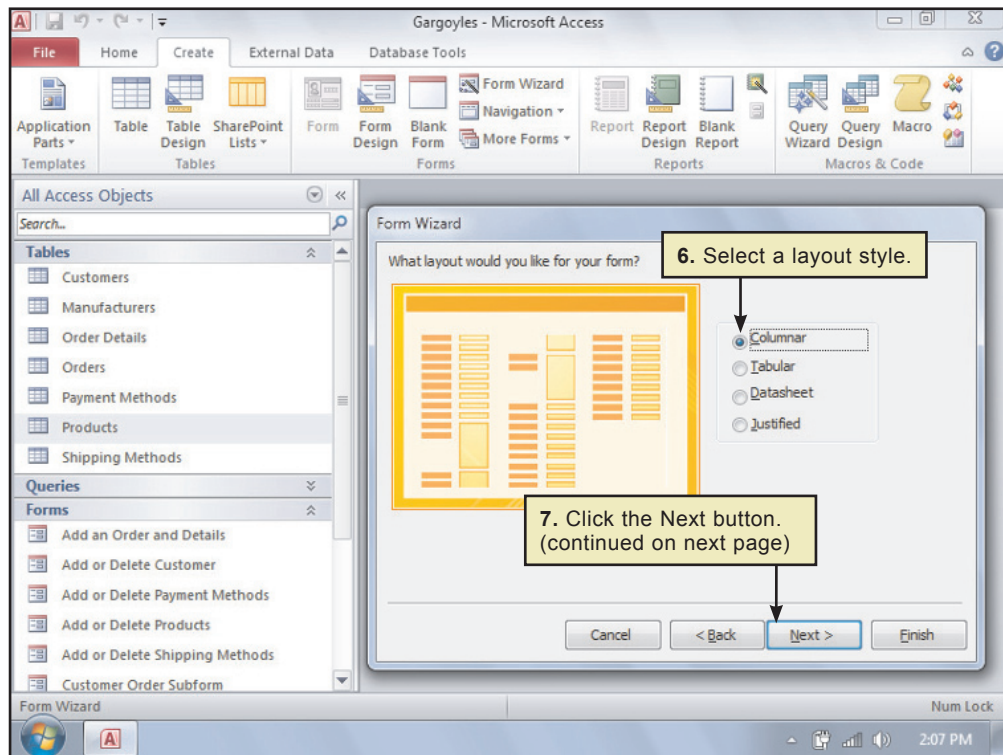 Gargoyles - Microsoft Access
File Home Create External Data Database Tools
Application Parts
Table
Table Design
SharePoint Lists
Form
Form Design
Blank Form
Form Wizard
Navigation
More Forms
Report
Report Design
Blank Report
Query Wizard
Query Design
Macro
Templates Tables Forms Reports Macros & Code
All Access Objects
Search...
Tables
Customers
Manufacturers
Order Details
Orders
Payment Methods
Products
Shipping Methods
Queries
Forms
Add an Order and Details
Add or Delete Customer
Add or Delete Payment Methods
Add or Delete Products
Add or Delete Shipping Methods
Customer Order Subform
Form Wizard
What layout would you like for your form?
6. Select a layout style.
Columnar
Tabular
Datasheet
Justified
7. Click the Next button.
(continued on next page)
Cancel < Back Next > Finish
Form Wizard Num Lock
2:07 PM